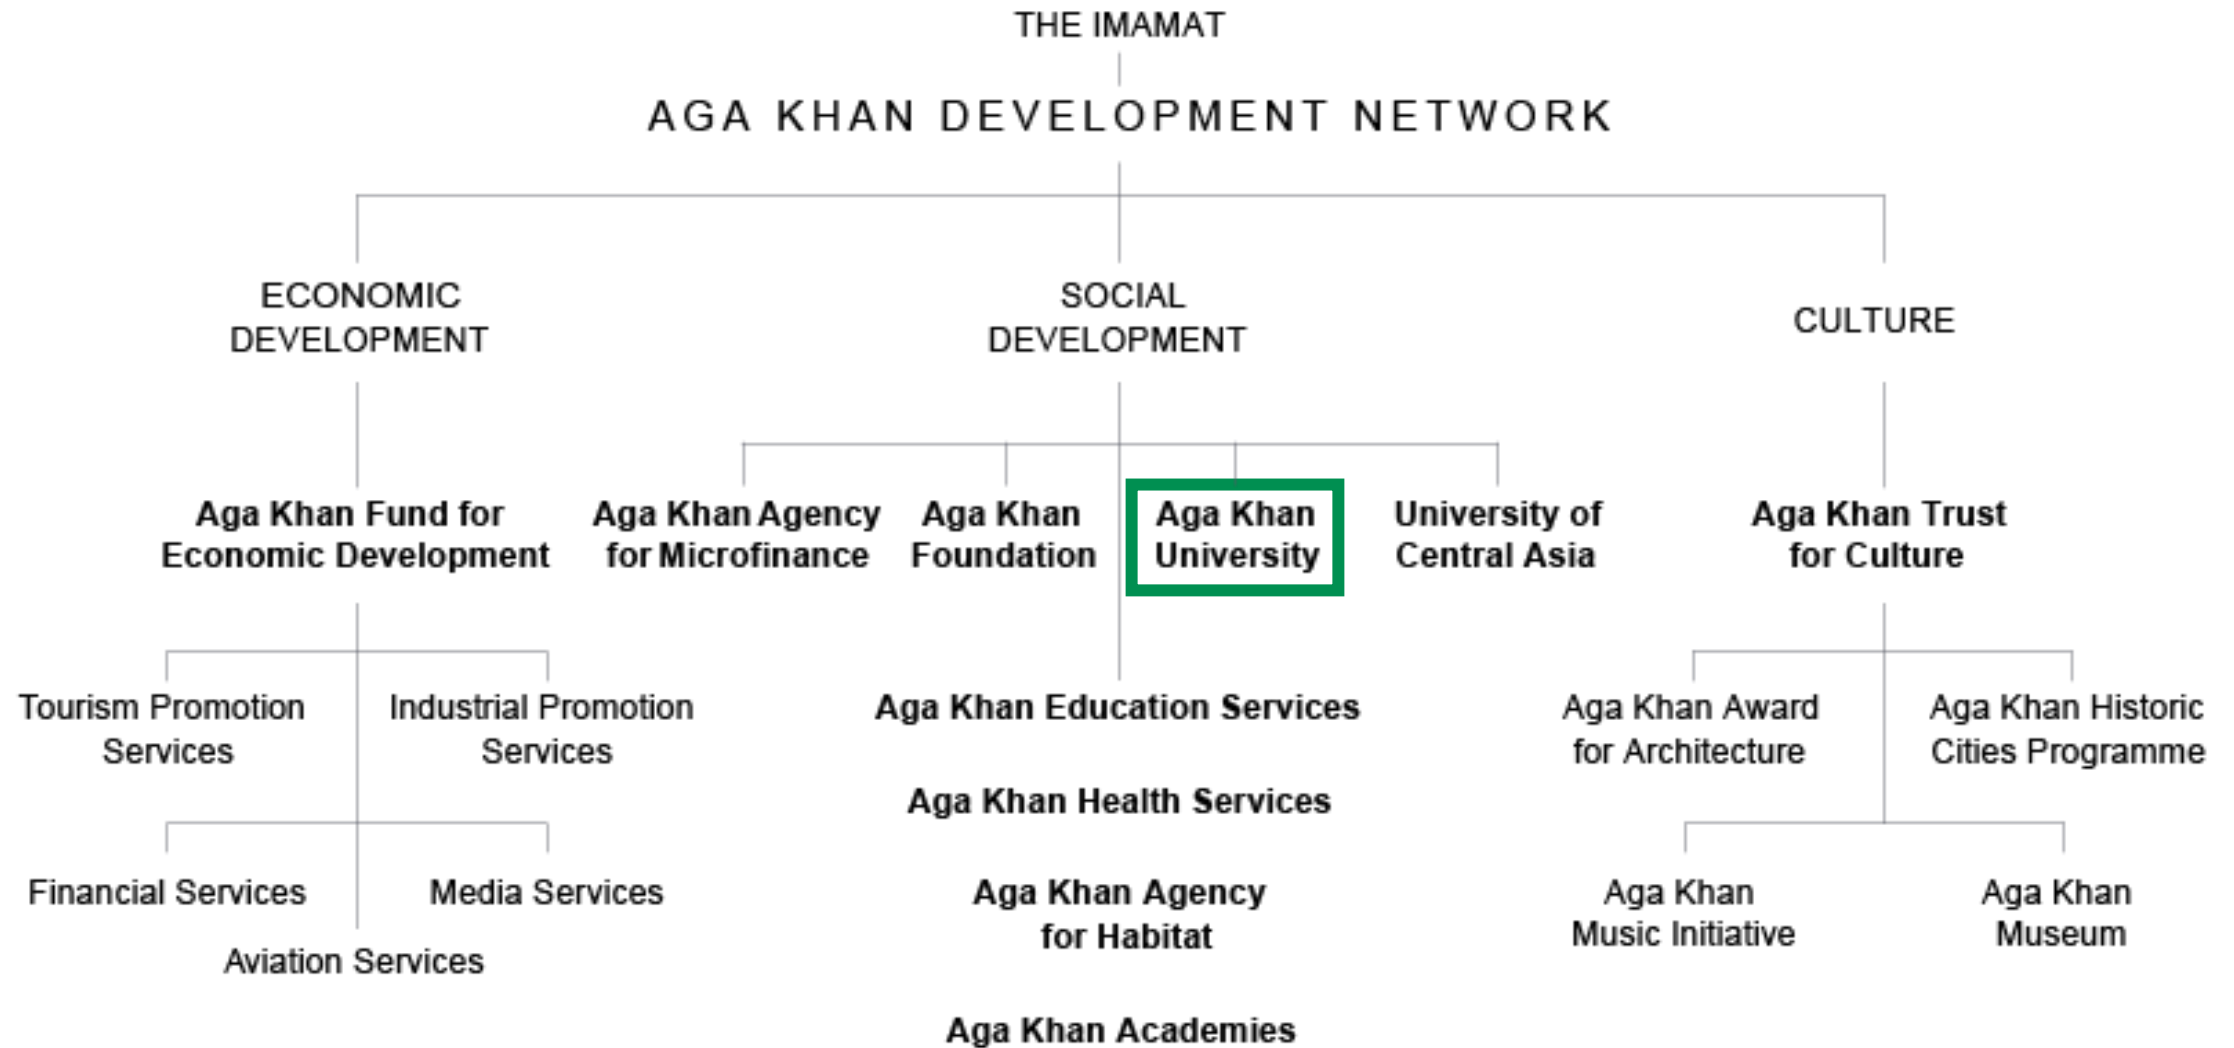 THE IMAMAT
AGA KHAN DEVELOPMENT NETWORK
ECONOMIC
DEVELOPMENT
SOCIAL
DEVELOPMENT
CULTURE
Aga Khan Fund for
Economic Development
Aga Khan Agency
for Microfinance
Aga Khan
Foundation
Aga Khan
University
University of
Central Asia
Aga Khan Trust
for Culture
Tourism Promotion
Services
Industrial Promotion
Services
Financial Services
Media Services
Aviation Services
Aga Khan Education Services
Aga Khan Health Services
Aga Khan Agency
for Habitat
Aga Khan Academies
Aga Khan Award
for Architecture
Aga Khan Historic
Cities Programme
Aga Khan
Music Initiative
Aga Khan
Museum